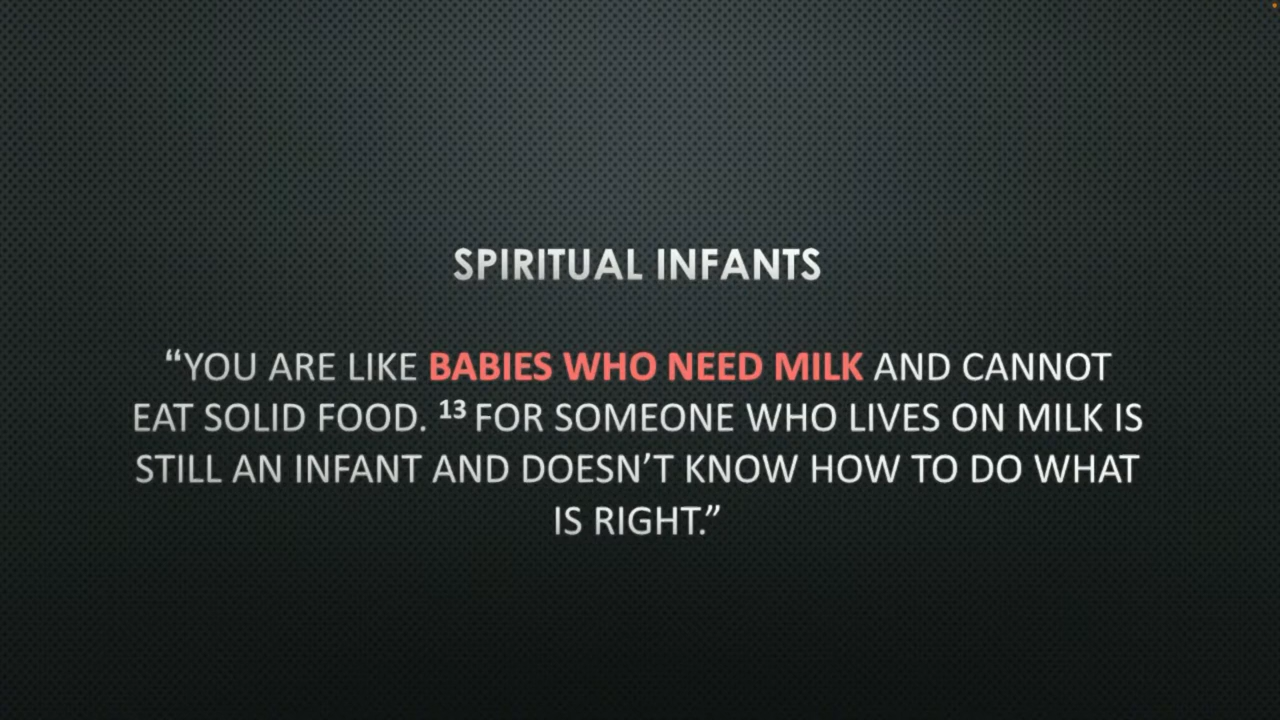 SPIRITUAL INFANTS
“YOU ARE LIKE BABIES WHO NEED MILK AND CANNOT
EAT SOLID FOOD. 13 FOR SOMEONE WHO LIVES ON MILK IS
STILL AN INFANT AND DOESN’T KNOW HOW TO DO WHAT
IS RIGHT.”